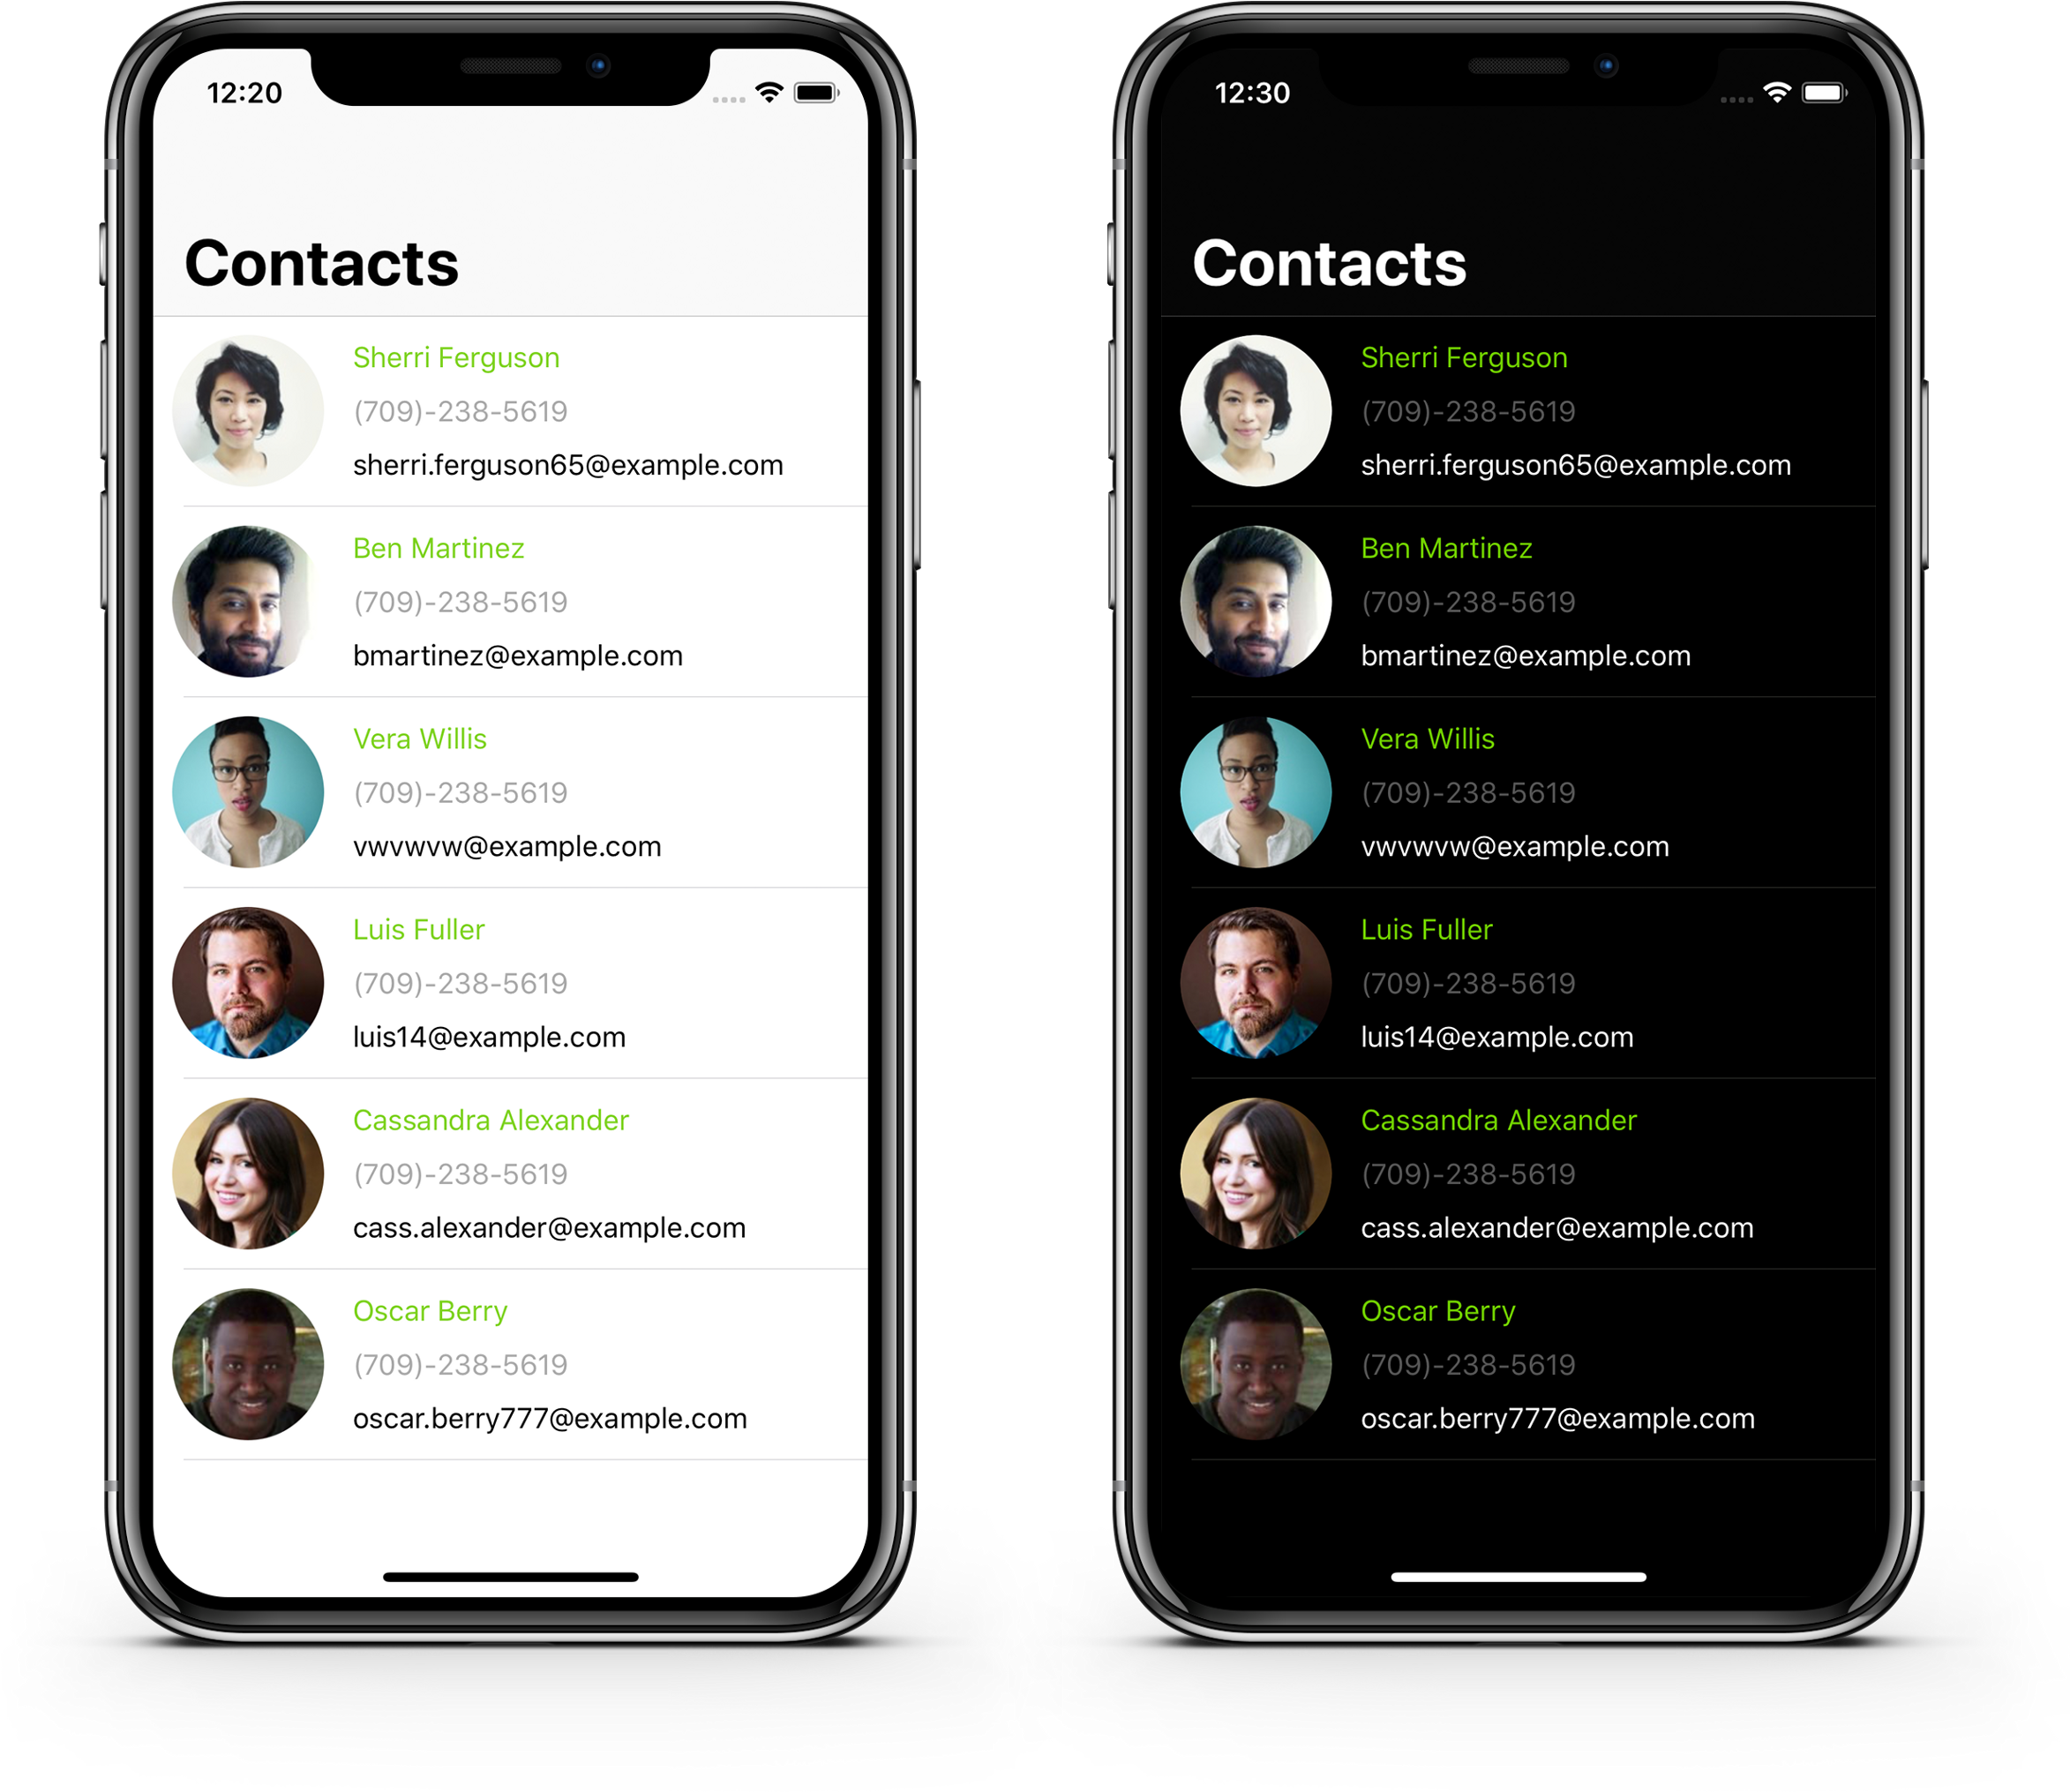 12:20
Contacts
Sherri Ferguson
(709)-238-5619
sherri.ferguson65@example.com
Ben Martinez
(709)-238-5619
bmartinez@example.com
Vera Willis
(709)-238-5619
vwvwvw@example.com
Luis Fuller
(709)-238-5619
luis14@example.com
Cassandra Alexander
(709)-238-5619
cass.alexander@example.com
Oscar Berry
(709)-238-5619
oscar.berry777@example.com
12:30
Contacts
Sherri Ferguson
(709)-238-5619
sherri.ferguson65@example.com
Ben Martinez
(709)-238-5619
bmartinez@example.com
Vera Willis
(709)-238-5619
vwvwvw@example.com
Luis Fuller
(709)-238-5619
luis14@example.com
Cassandra Alexander
(709)-238-5619
cass.alexander@example.com
Oscar Berry
(709)-238-5619
oscar.berry777@example.com